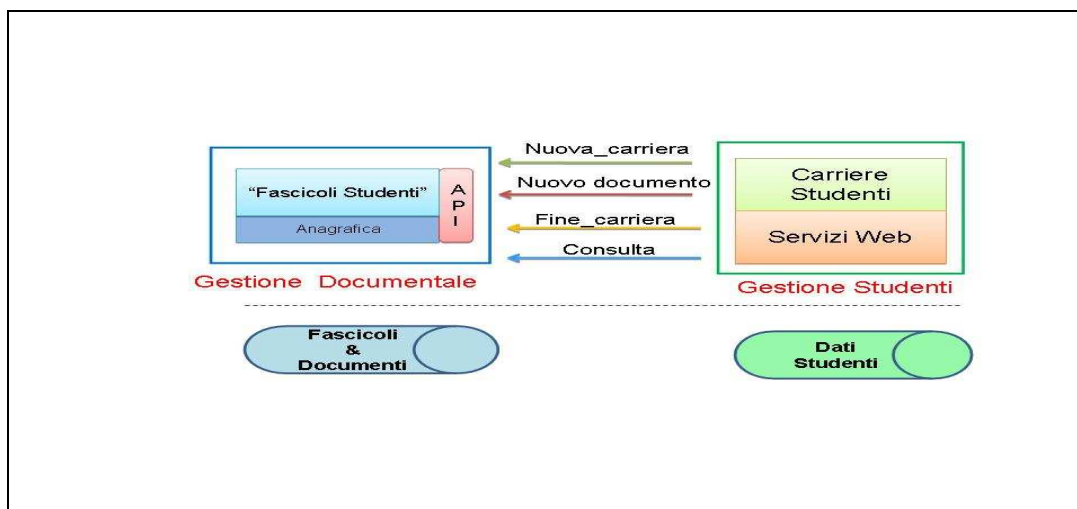 Nuova_carriera
Nuovo documento
Fine_carriera
Consulta
"Fascicoli Studenti"
Anagrafica
A
P
I
Gestione Documentale
Carriere
Studenti
Servizi Web
Gestione Studenti
Fascicoli
&
Documenti
Dati
Studenti